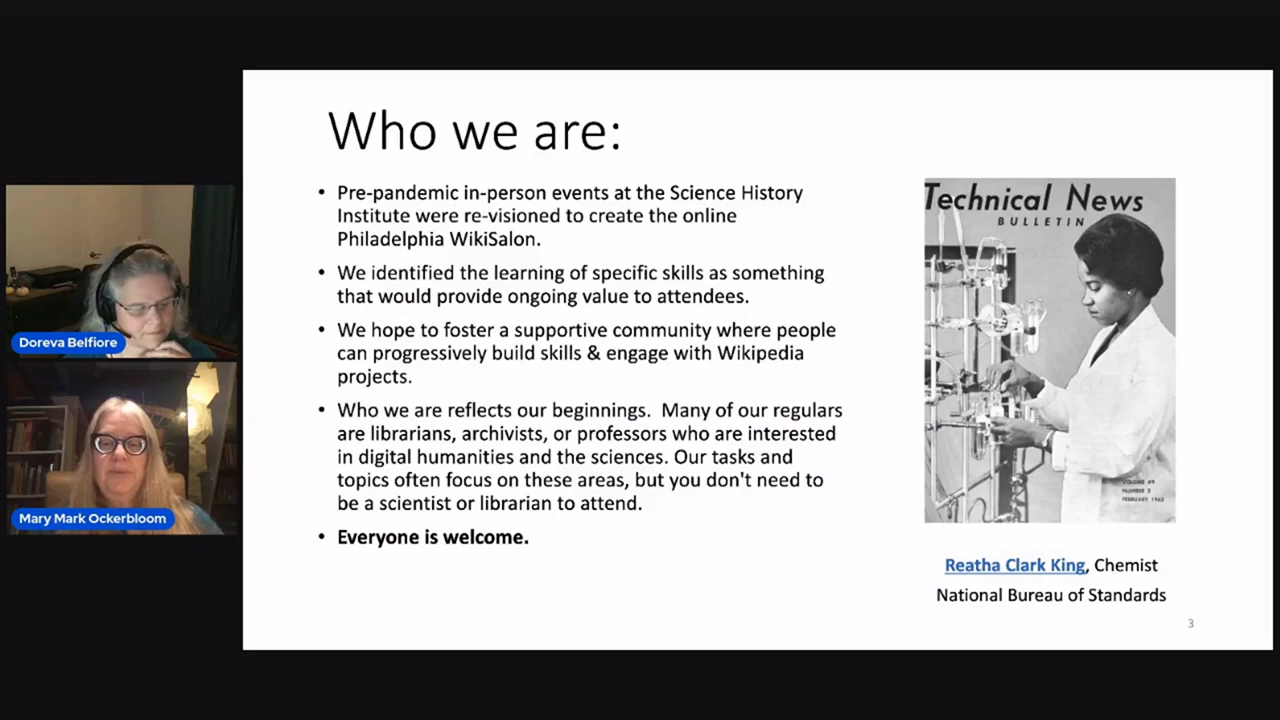 Who we are:
• Pre-pandemic in-person events at the Science History
Institute were re-visioned to create the online
Philadelphia WikiSalon.
• We identified the learning of specific skills as something
that would provide ongoing value to attendees.
• We hope to foster a supportive community where people
can progressively build skills & engage with Wikipedia
projects.
• Who we are reflects our beginnings.  Many of our regulars
are librarians, archivists, or professors who are interested
in digital humanities and the sciences. Our tasks and
topics often focus on these areas, but you don't need to
be a scientist or librarian to attend.
• Everyone is welcome.
Technical News
BULLETIN
VOLUME 49
NUMBER 2
FEBRUARY 1965
Reatha Clark King, Chemist
National Bureau of Standards
3
Doreva Belfiore
Mary Mark Ockerbloom